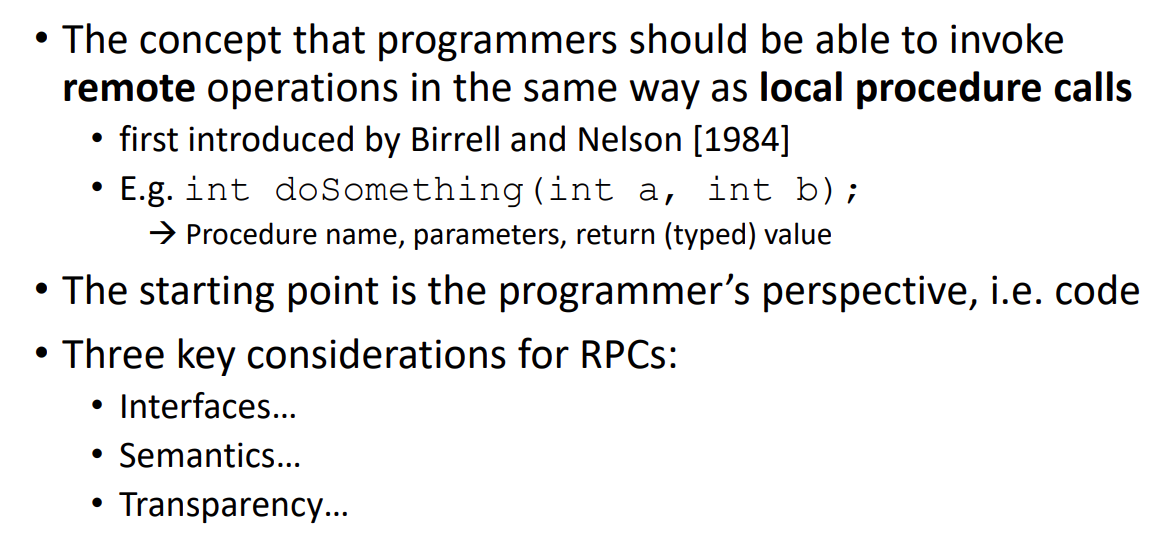 • The concept that programmers should be able to invoke
remote operations in the same way as local procedure calls
• first introduced by Birrell and Nelson [1984]
• E.g. int doSomething(int a, int b);
→ Procedure name, parameters, return (typed) value
• The starting point is the programmer’s perspective, i.e. code
• Three key considerations for RPCs:
• Interfaces…
• Semantics…
• Transparency…